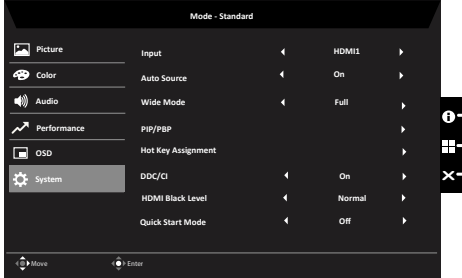 Mode - Standard
Picture
Color
Audio
Performance
OSD
System
Input HDMI1
Auto Source On
Wide Mode Full
PIP/PBP
Hot Key Assignment
DDC/CI On
HDMI Black Level Normal
Quick Start Mode Off
Move Enter